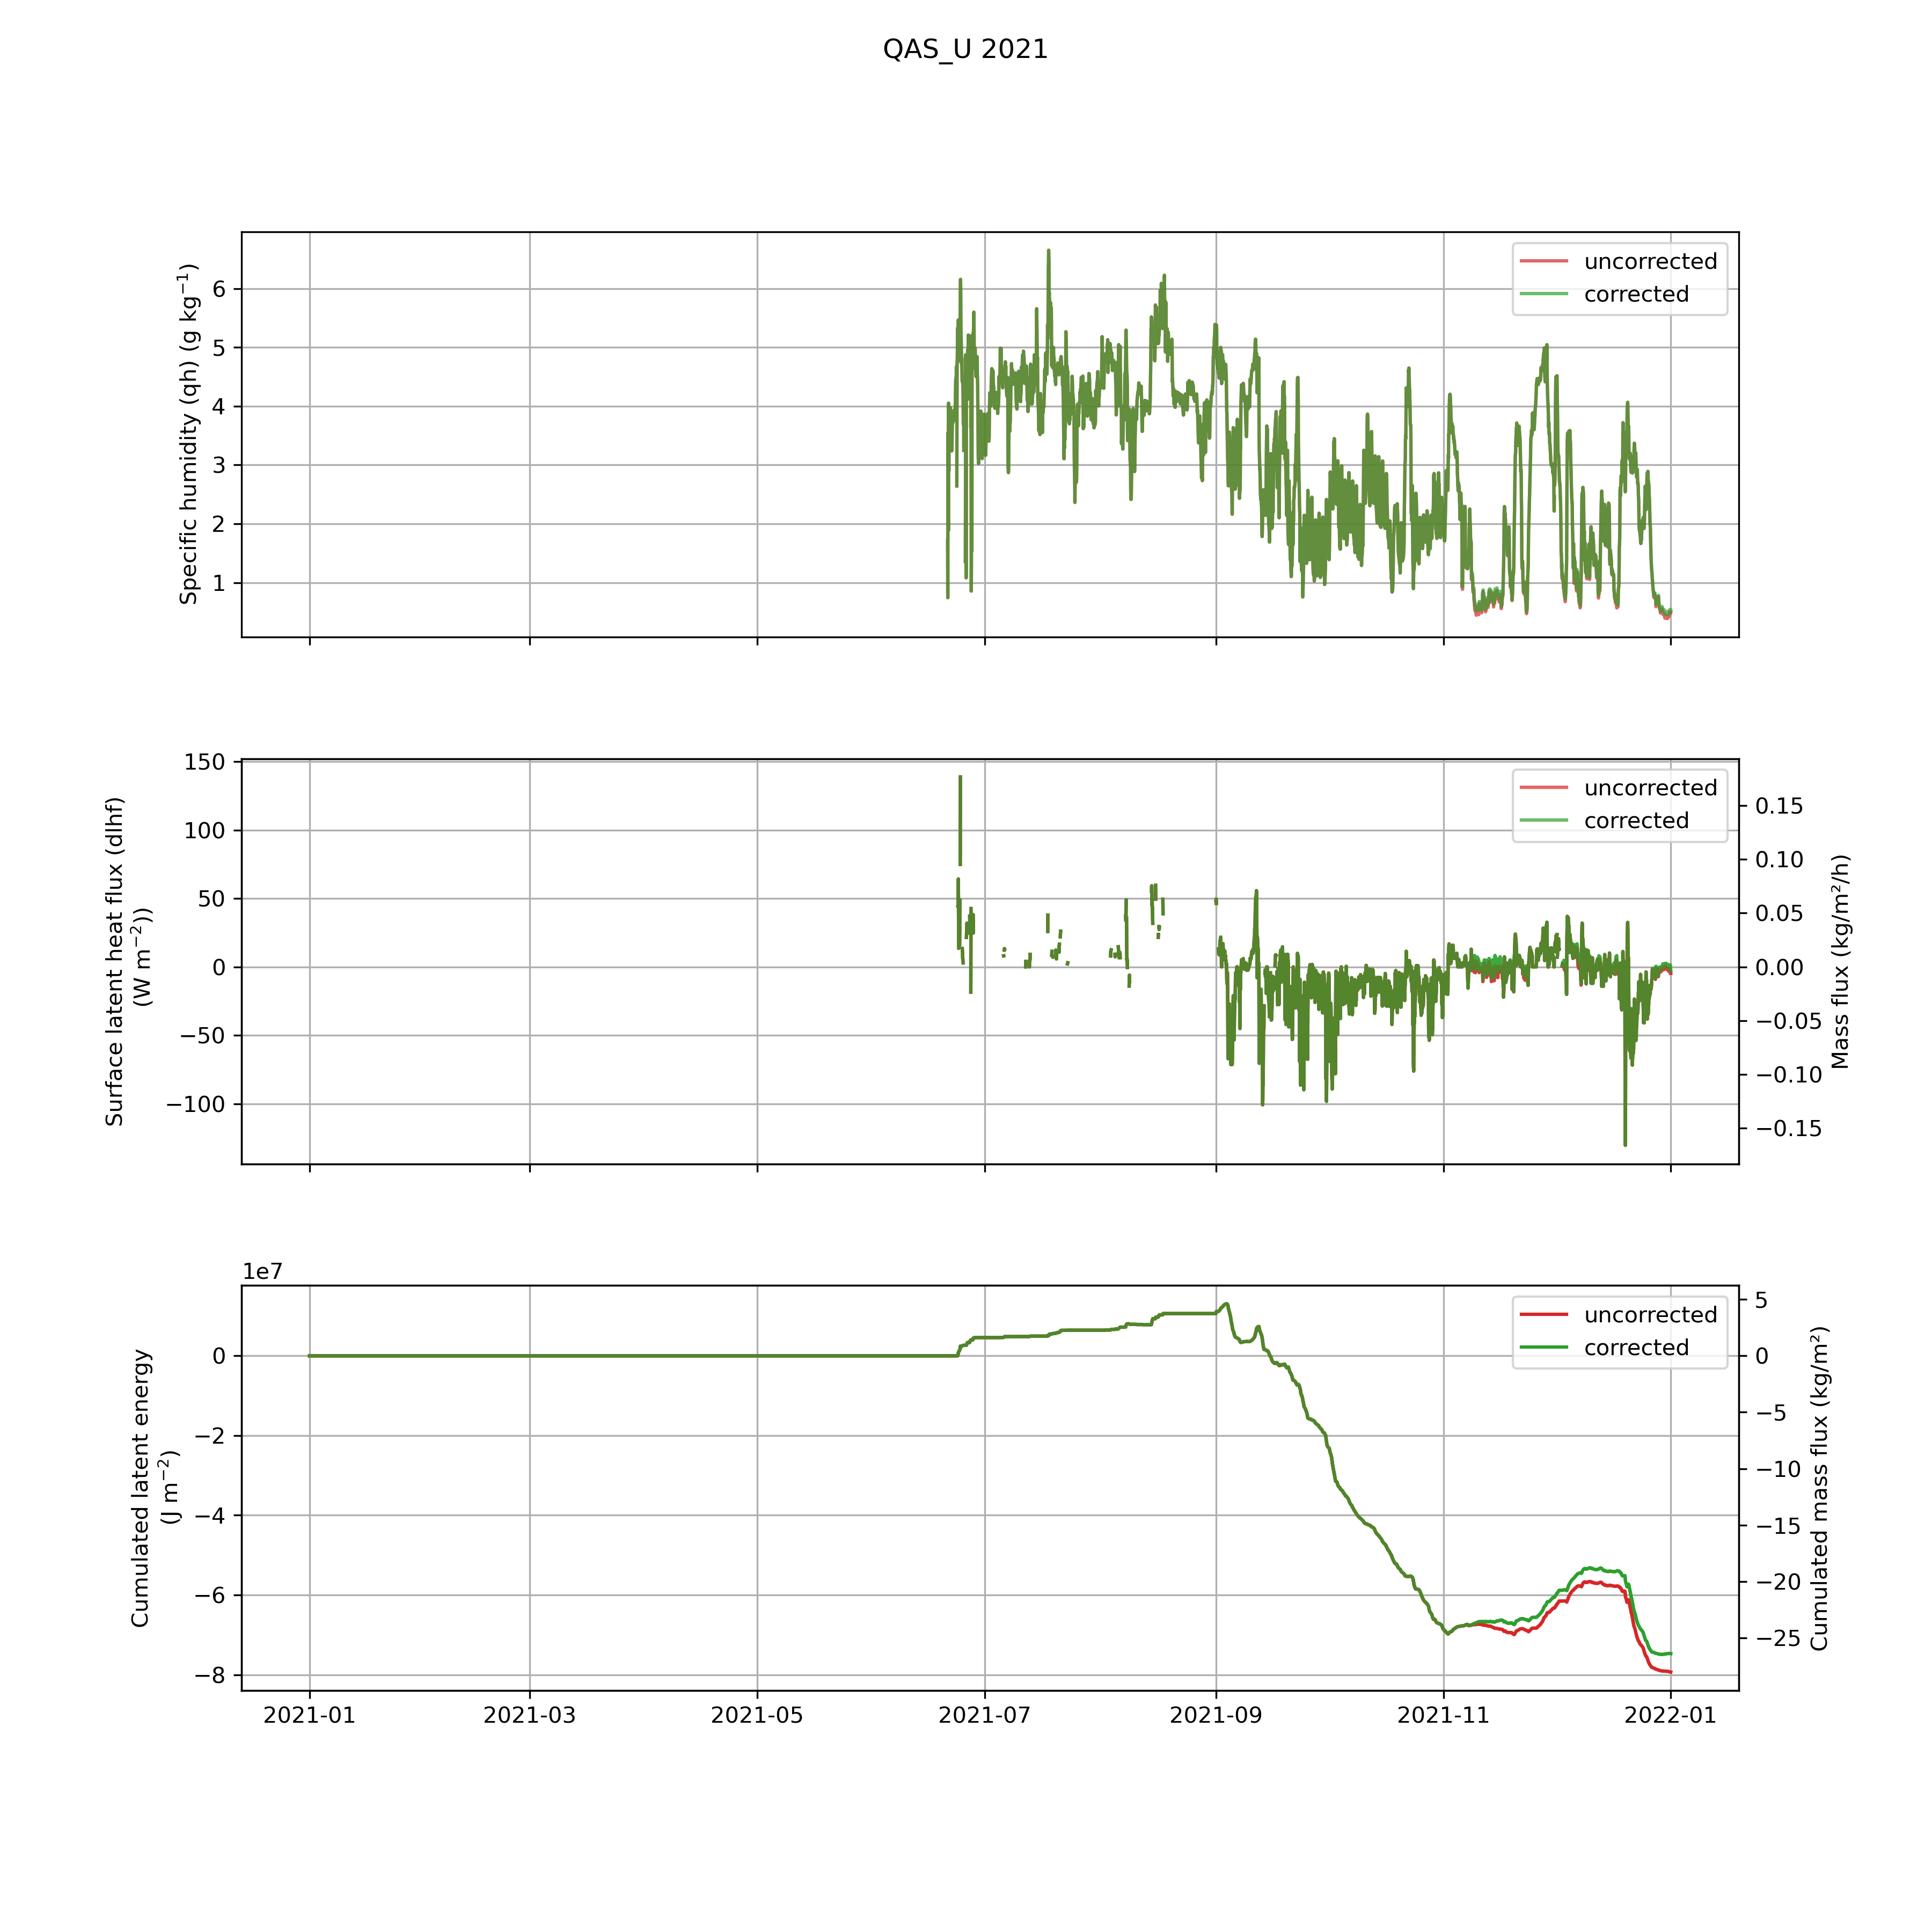 QAS_U 2021
Specific humidity (qh) (g kg⁻¹)
6
5
4
3
2
1
uncorrected
corrected
Surface latent heat flux (dlhf)
(W m⁻²))
150
100
50
0
−50
−100
uncorrected
corrected
0.15
0.10
0.05
0.00
−0.05
−0.10
−0.15
Mass flux (kg/m²/h)
1e7
Cumulated latent energy
(J m⁻²)
0
−2
−4
−6
−8
uncorrected
corrected
5
0
−5
−10
−15
−20
−25
Cumulated mass flux (kg/m²)
2021-01 2021-03 2021-05 2021-07 2021-09 2021-11 2022-01